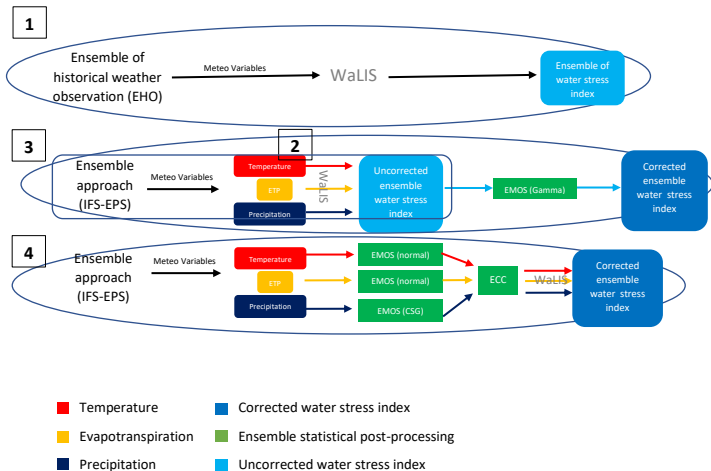 1
Ensemble of
historical weather
observation (EHO)
Meteo Variables
WaLIS
Ensemble of
water stress
index
3
2
Ensemble
approach
(IFS-EPS)
Meteo Variables
Temperature
ETP
Precipitation
WaLIS
Uncorrected
ensemble
water stress
index
EMOS (Gamma)
Corrected
ensemble
water stress
index
4
Ensemble
approach
(IFS-EPS)
Meteo Variables
Temperature
ETP
Precipitation
EMOS (normal)
EMOS (normal)
EMOS (CSG)
ECC
WaLIS
Corrected
ensemble
water stress
index
Temperature
Corrected water stress index
Evapotranspiration
Ensemble statistical post-processing
Precipitation
Uncorrected water stress index